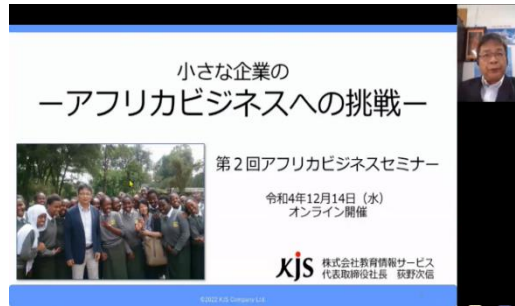 小さな企業の
ーアフリカビジネスへの挑戦ー
第2回アフリカビジネスセミナー
令和4年12月14日（水）
オンライン開催
KJS 株式会社教育情報サービス
代表取締役社長 荻野次信
©2022 KJS Company Ltd.